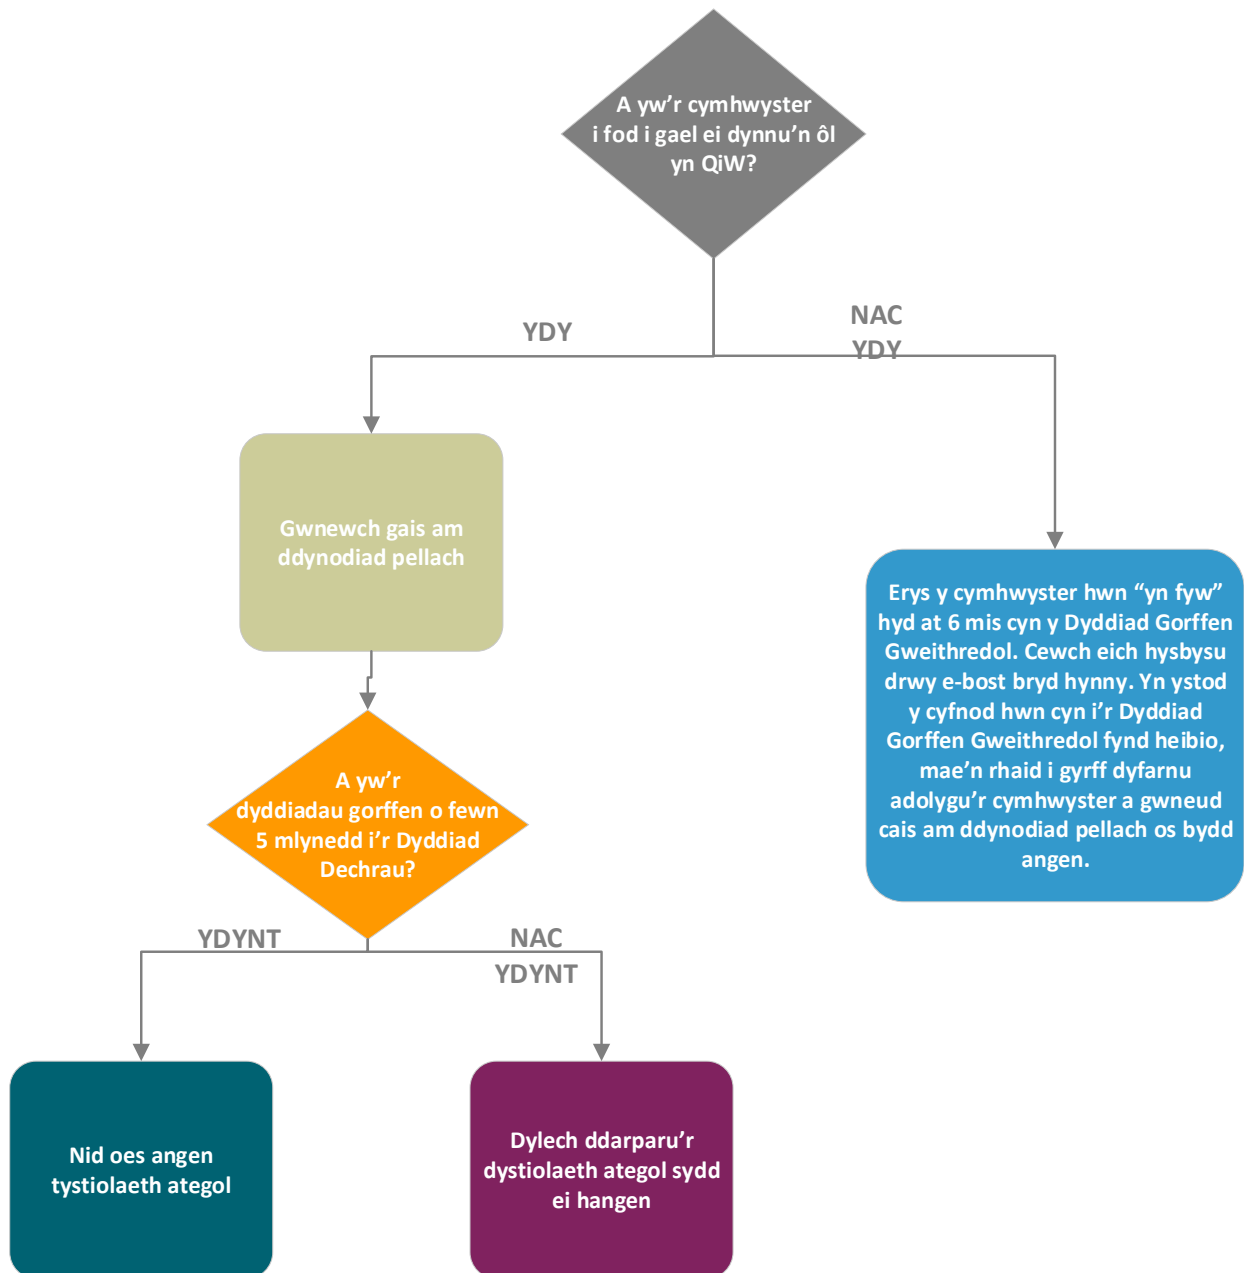 A yw’r cymhwyster
i fod i gael ei dynnu’n ôl
yn QiW?
YDY
NAC
YDY
Gwnewch gais am
ddynodiad pellach
Erys y cymhwyster hwn “yn fyw”
hyd at 6 mis cyn y Dyddiad Gorffen
Gweithredol. Cewch eich hysbysu
drwy e-bost bryd hynny. Yn ystod
y cyfnod hwn cyn i’r Dyddiad
Gorffen Gweithredol fynd heibio,
mae’n rhaid i gyrff dyfarnu
adolygu’r cymhwyster a gwneud
cais am ddynodiad pellach os bydd
angen.
A yw’r
dyddiadau gorffen o fewn
5 mlynedd i’r Dyddiad
Dechrau?
YDYNT
NAC
YDYNT
Nid oes angen
tystiolaeth ategol
Dylech ddarparu’r
dystiolaeth ategol sydd
ei hangen